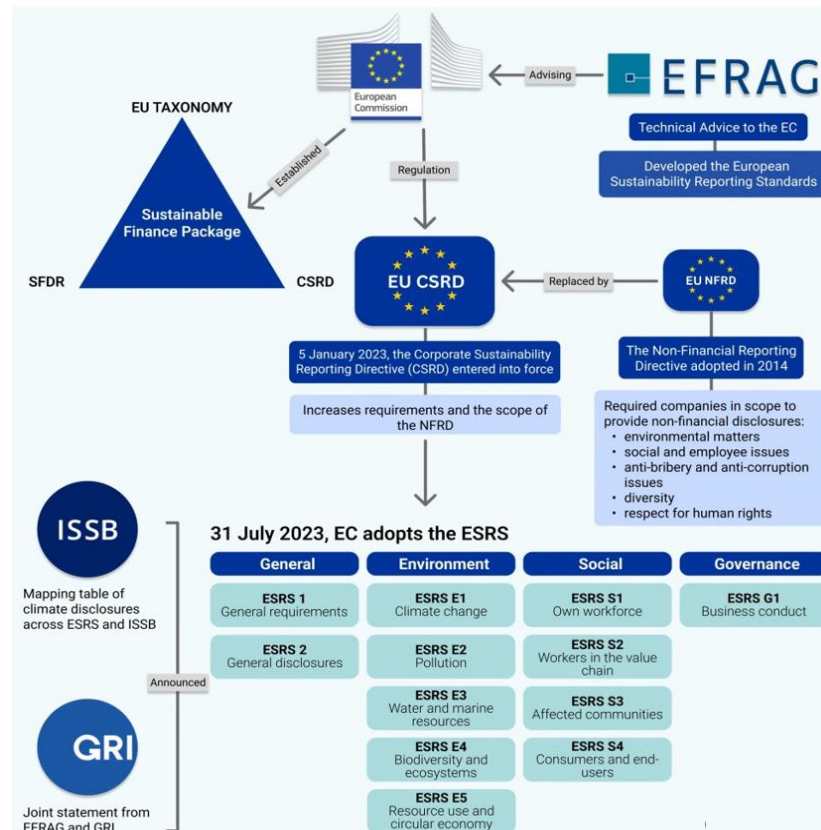 European
Commission
Advising
EFRAG
EU TAXONOMY
Technical Advice to the EC
Established
Regulation
Developed the European
Sustainability Reporting Standards
Sustainable
Finance Package
SFDR
CSRD
EU CSRD
Replaced by
EU NFRD
5 January 2023, the Corporate Sustainability
Reporting Directive (CSRD) entered into force
The Non-Financial Reporting
Directive adopted in 2014
Increases requirements and the scope of
the NFRD
Required companies in scope to
provide non-financial disclosures:
• environmental matters
• social and employee issues
• anti-bribery and anti-corruption
issues
• diversity
• respect for human rights
ISSB
Mapping table of
climate disclosures
across ESRS and ISSB
Announced
GRI
Joint statement from
EFRAG and GRI
31 July 2023, EC adopts the ESRS
General
ESRS 1
General requirements
ESRS 2
General disclosures
Environment
ESRS E1
Climate change
ESRS E2
Pollution
ESRS E3
Water and marine
resources
ESRS E4
Biodiversity and
ecosystems
ESRS E5
Resource use and
circular economy
Social
ESRS S1
Own workforce
ESRS S2
Workers in the value
chain
ESRS S3
Affected communities
ESRS S4
Consumers and end-
users
Governance
ESRS G1
Business conduct